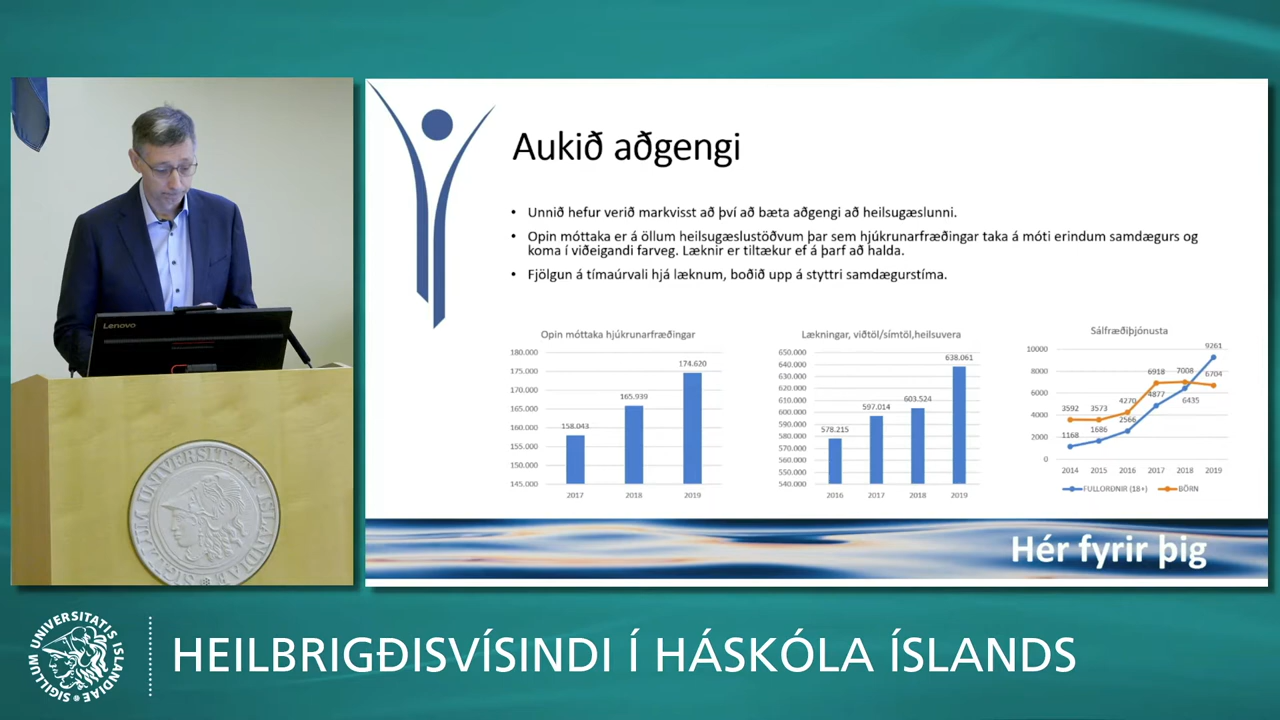 Lenovo
SIGILLUM UNIVERSITATIS ISLANDIAE
Aukið aðgengi
• Unnið hefur verið markvisst að því að bæta aðgengi að heilsugæslunni.
• Opin móttaka er á öllum heilsugæslustöðvum þar sem hjúkrunarfræðingar taka á móti erindum samdægurs og
koma í viðeigandi farveg. Læknir er tiltækur ef á þarf að halda.
• Fjölgun á tímaúrvali hjá læknum, boðið upp á styttri samdægurstíma.
Opin móttaka hjúkrunarfræðingar
180.000
175.000
170.000
165.000
160.000
155.000
150.000
145.000
158.043
165.939
174.620
2017 2018 2019
Lækningar, viðtöl/símtöl,heilsuvera
650.000
640.000
630.000
620.000
610.000
600.000
590.000
580.000
570.000
560.000
550.000
540.000
578.215
597.014
603.524
638.061
2016 2017 2018 2019
Sálfræðiþjónusta
10000
8000
6000
4000
2000
0
3592 3573 4270 6918 7008 6704
1168 1686 2566 4877 6435 9261
2014 2015 2016 2017 2018 2019
FULLORÐNIR (18+) BÖRN
Hér fyrir þig
SIGILLUM UNIVERSITATIS ISLANDIAE
HEILBRIGÐISVÍSINDI Í HÁSKÓLA ÍSLANDS